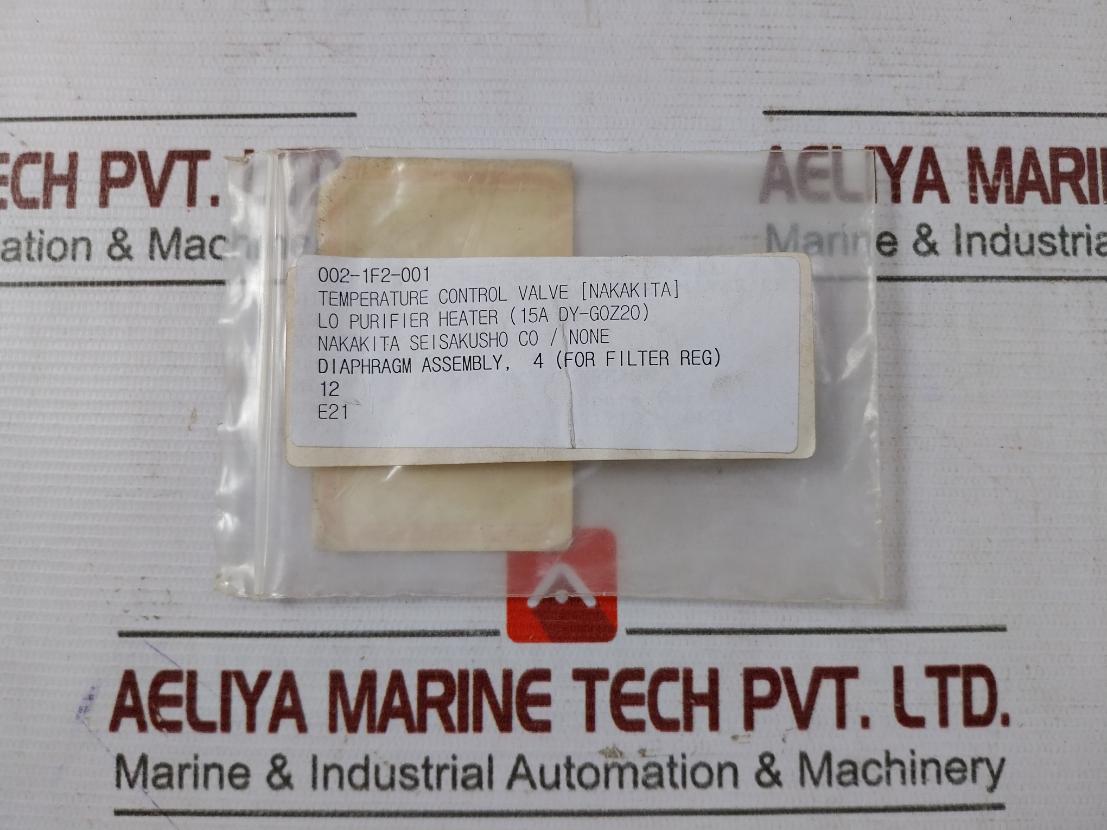 ECH PVT. LTD.
AELIYA MARI
ation & Machine
Marine & Industria
002-1F2-001
TEMPERATURE CONTROL VALVE [NAKAKITA]
LO PURIFIER HEATER (15A DY-GOZ20)
NAKAKITA SEISAKUSHO CO / NONE
DIAPHRAGM ASSEMBLY, 4 (FOR FILTER REG)
12
E21
AELIYA MARINE TECH PVT. LTD.
Marine & Industrial Automation & Machinery